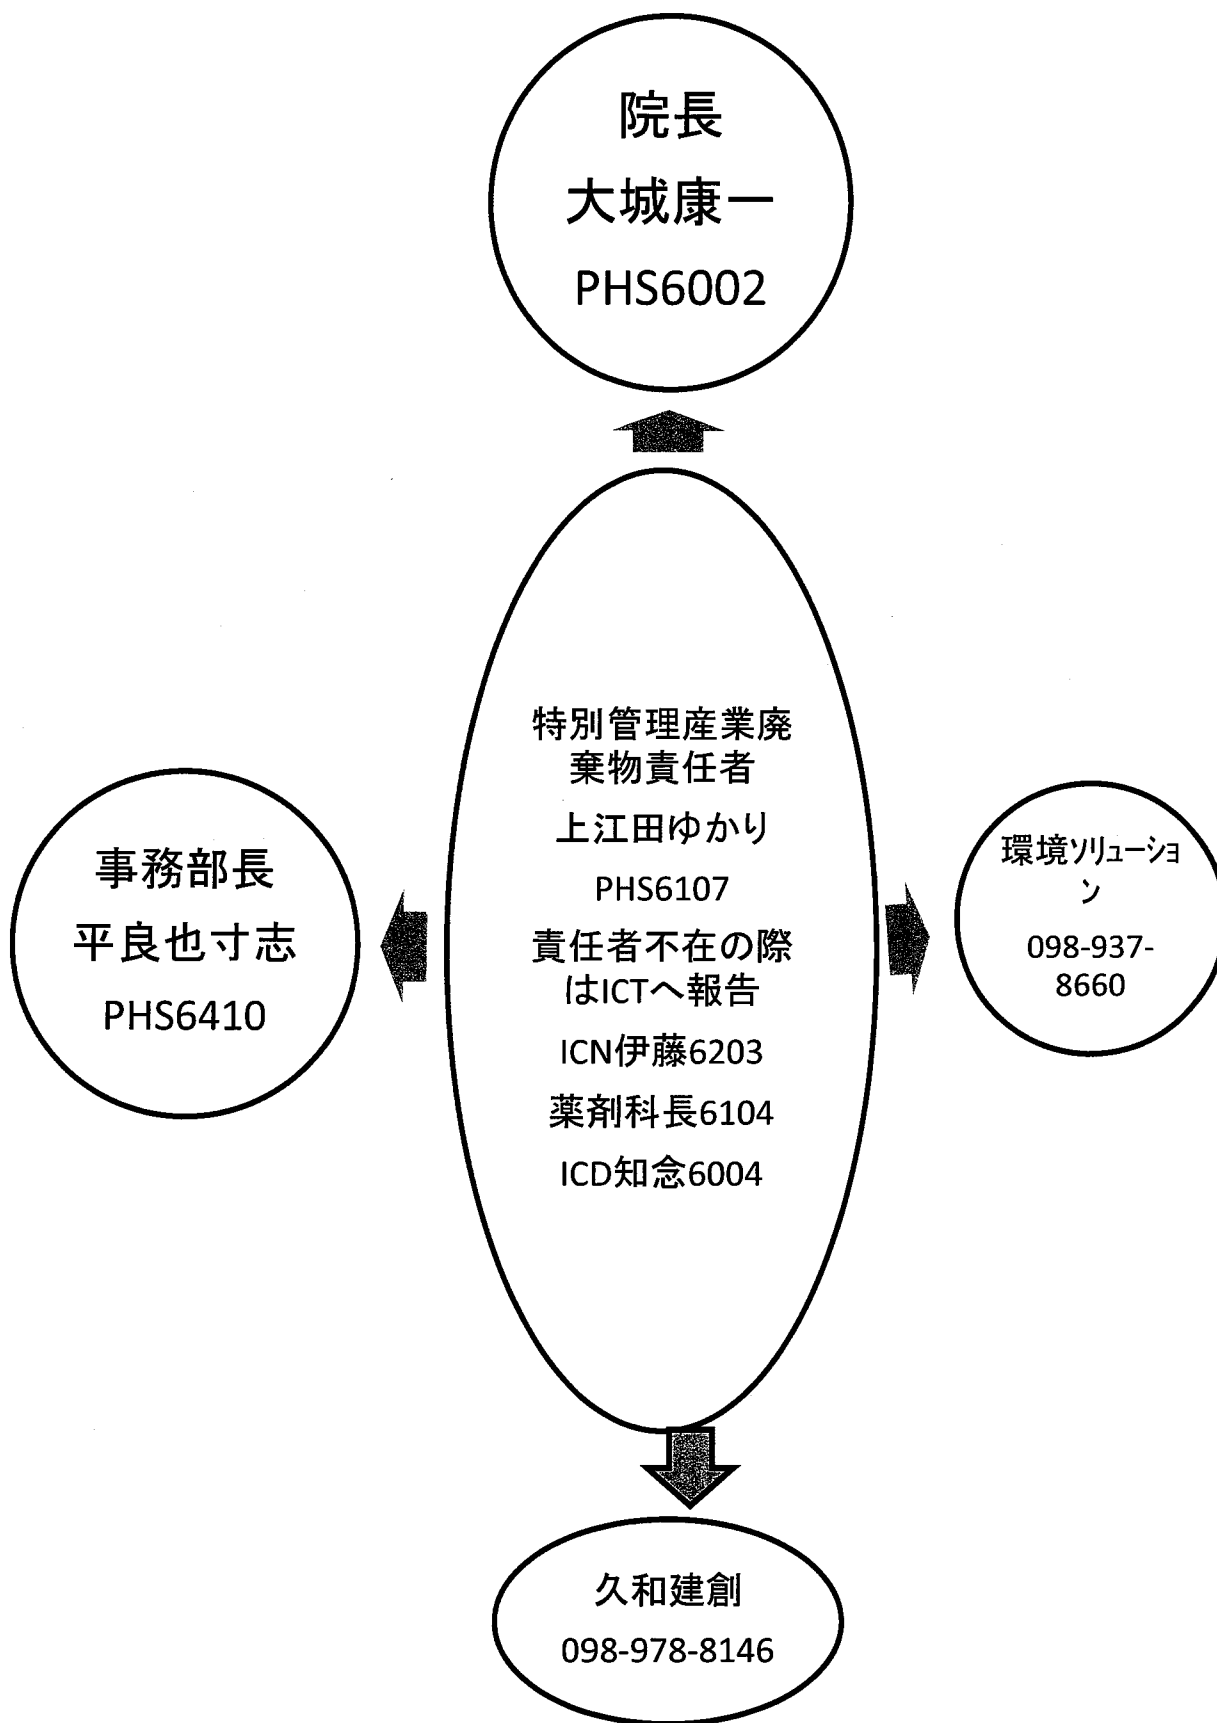 院長
大城康一
PHS6002
特別管理産業廃
棄物責任者
上江田ゆかり
PHS6107
責任者不在の際
はICTへ報告
ICN伊藤6203
薬剤科長6104
ICD知念6004
事務部長
平良也寸志
PHS6410
環境ソリューショ
ン
098-937-
8660
久和建創
098-978-8146